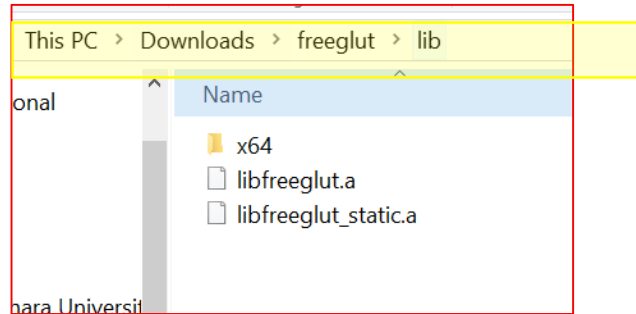 This PC > Downloads > freeglut > lib
onal
Name
x64
libfreeglut.a
libfreeglut_static.a
nara Universit